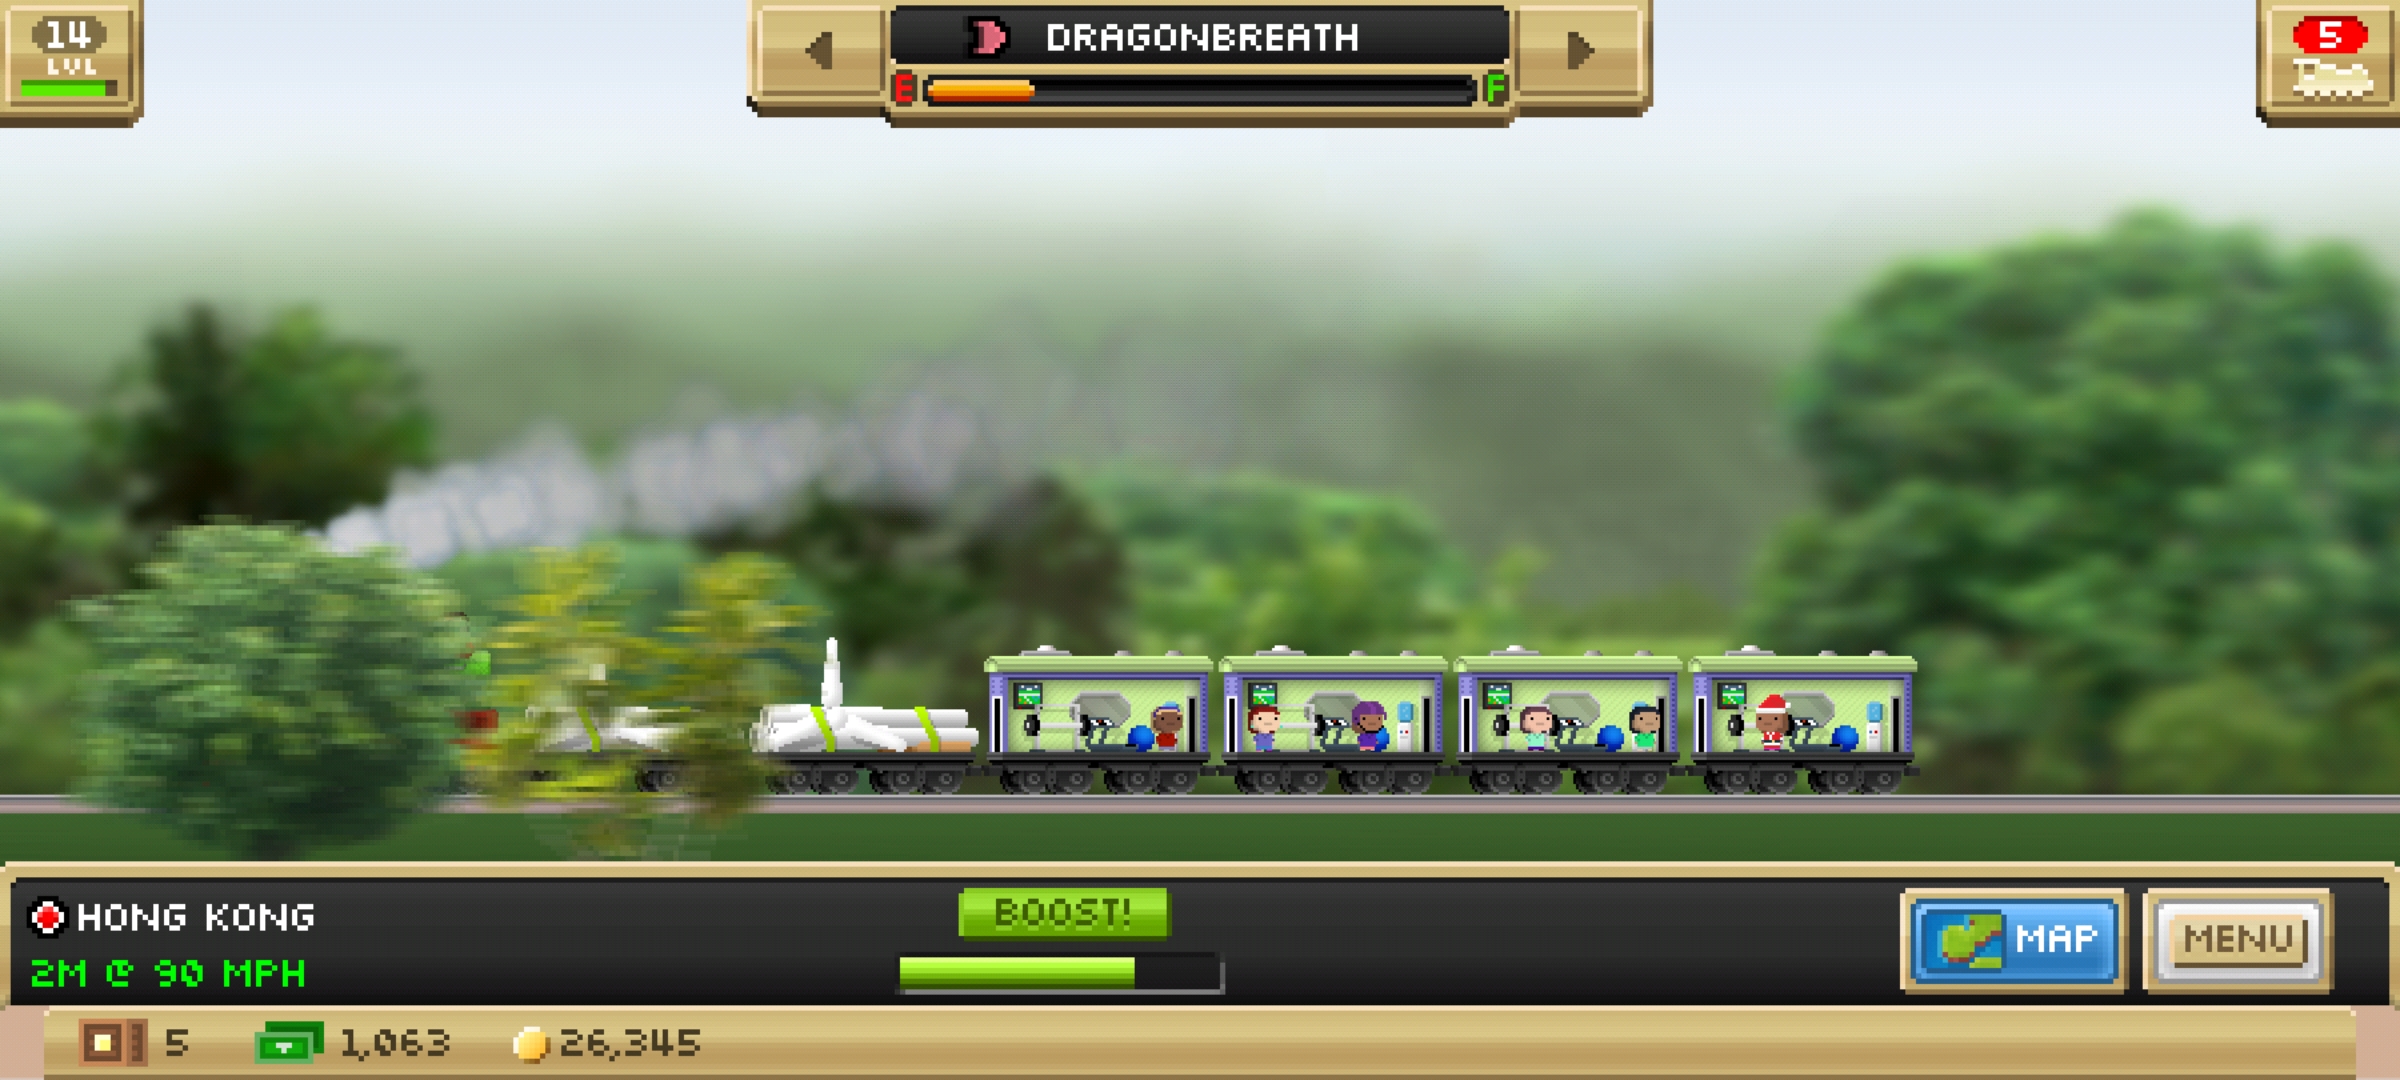 14
LVL
DRAGONBREATH
E F
5
HONG KONG
2M @ 90 MPH
BOOST!
MAP
MENU
5 1,063 26,345